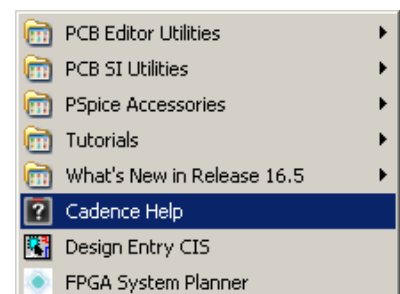 PCB Editor Utilities
PCB SI Utilities
PSpice Accessories
Tutorials
What's New in Release 16.5
Cadence Help
Design Entry CIS
FPGA System Planner